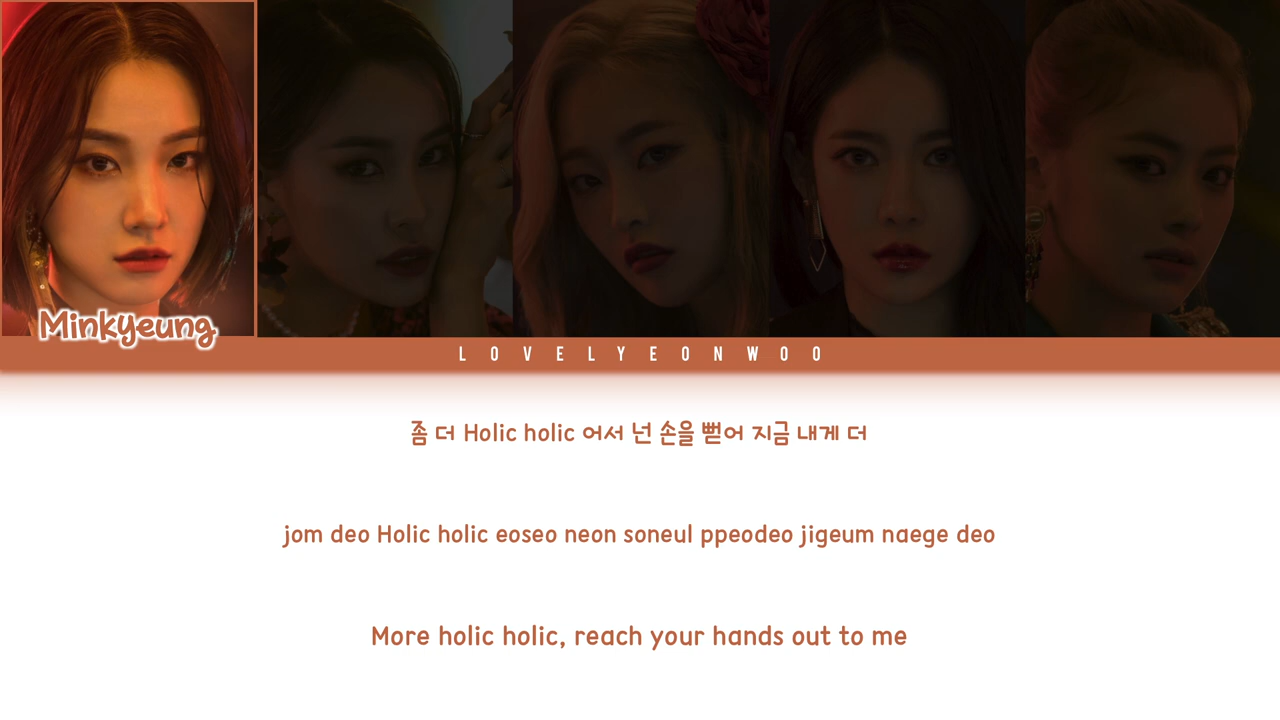 Minkyeung
LOVELYEONWOO
좀 더 Holic holic 어서 넌 손을 뻗어 지금 내게 더
jom deo Holic holic eoseo neon soneul ppeodeo jigeum naege deo
More holic holic, reach your hands out to me